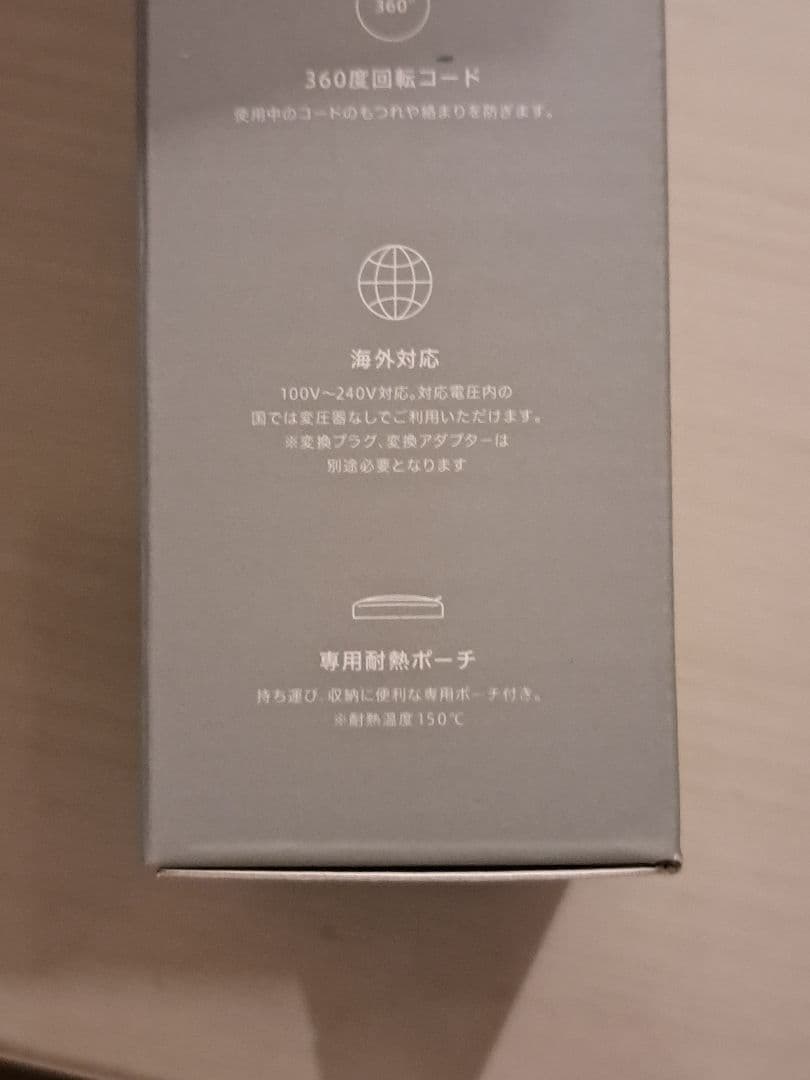 360°
360度回転コード
使用中のコードのもつれや絡まりを防ぎます。
海外対応
100V～240V対応。対応電圧内の
国では変圧器なしでご利用いただけます。
※変換プラグ、変換アダプターは
別途必要となります
専用耐熱ポーチ
持ち運び、収納に便利な専用ポーチ付き。
※耐熱温度150℃